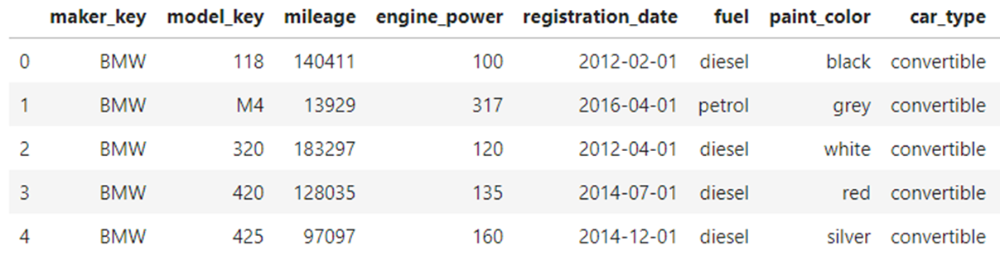 maker_key model_key mileage engine_power registration_date fuel paint_color car_type
0 BMW 118 140411 100 2012-02-01 diesel black convertible
1 BMW M4 13929 317 2016-04-01 petrol grey convertible
2 BMW 320 183297 120 2012-04-01 diesel white convertible
3 BMW 420 128035 135 2014-07-01 diesel red convertible
4 BMW 425 97097 160 2014-12-01 diesel silver convertible